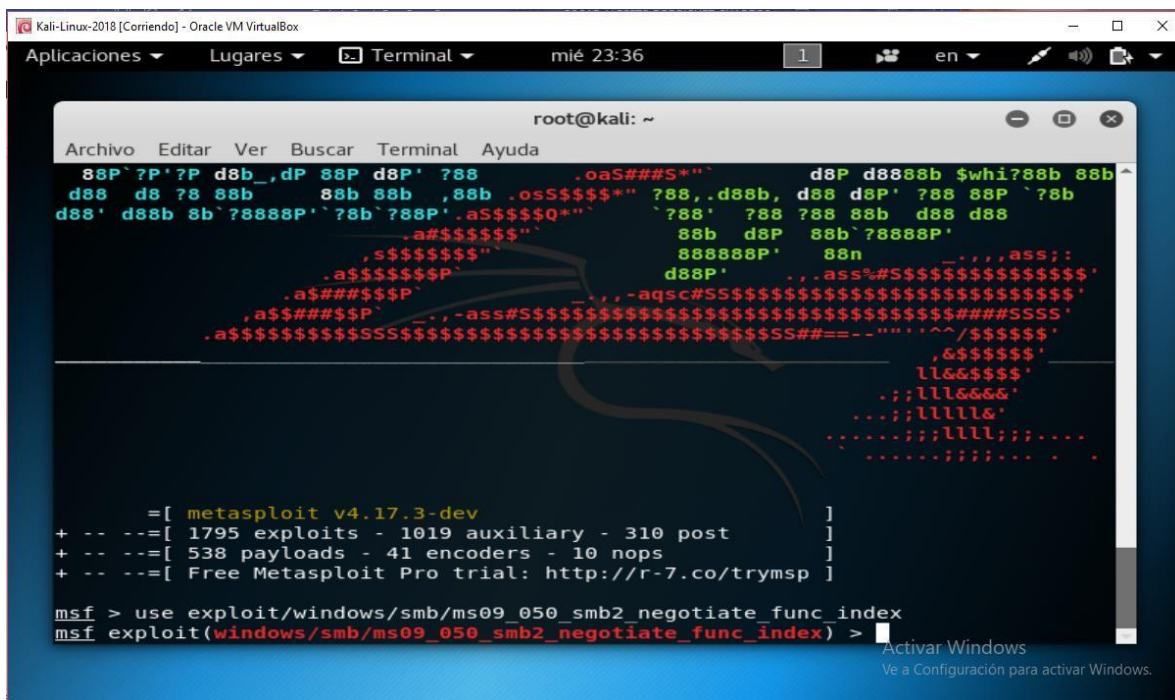 Kali-Linux-2018 [Corriendo] - Oracle VM VirtualBox
Aplicaciones Lugares Terminal mié 23:36 1 en
root@kali: ~
Archivo Editar Ver Buscar Terminal Ayuda
=[ metasploit v4.17.3-dev ]
+ -- --=[ 1795 exploits - 1019 auxiliary - 310 post ]
+ -- --=[ 538 payloads - 41 encoders - 10 nops ]
+ -- --=[ Free Metasploit Pro trial: http://r-7.co/trymsp ]
msf > use exploit/windows/smb/ms09_050_smb2_negotiate_func_index
msf exploit(windows/smb/ms09_050_smb2_negotiate_func_index) >
Activar Windows
Ve a Configuración para activar Windows.